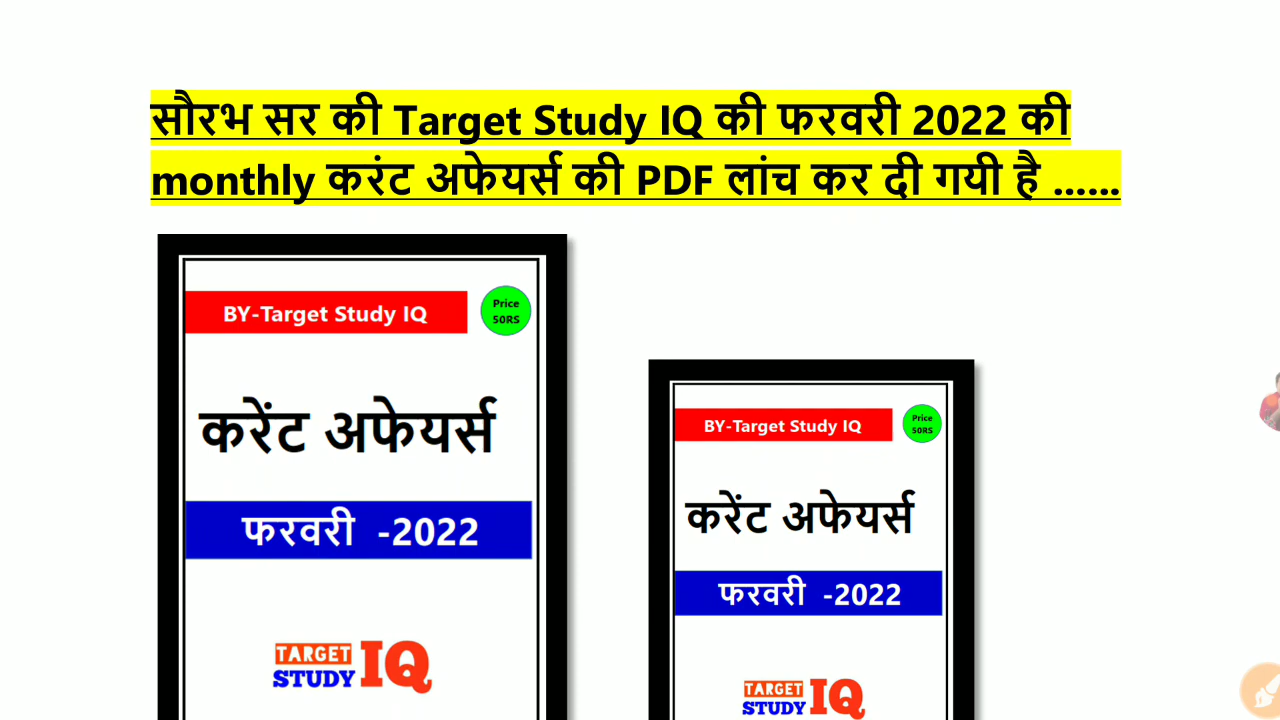 सौरभ सर की Target Study IQ की फरवरी 2022 की
monthly करंट अफेयर्स की PDF लांच कर दी गयी है ......
BY-Target Study IQ
Price
50RS
करेंट अफेयर्स
फरवरी -2022
TARGET
STUDY IQ
BY-Target Study IQ
Price
50RS
करेंट अफेयर्स
फरवरी -2022
TARGET
STUDY IQ